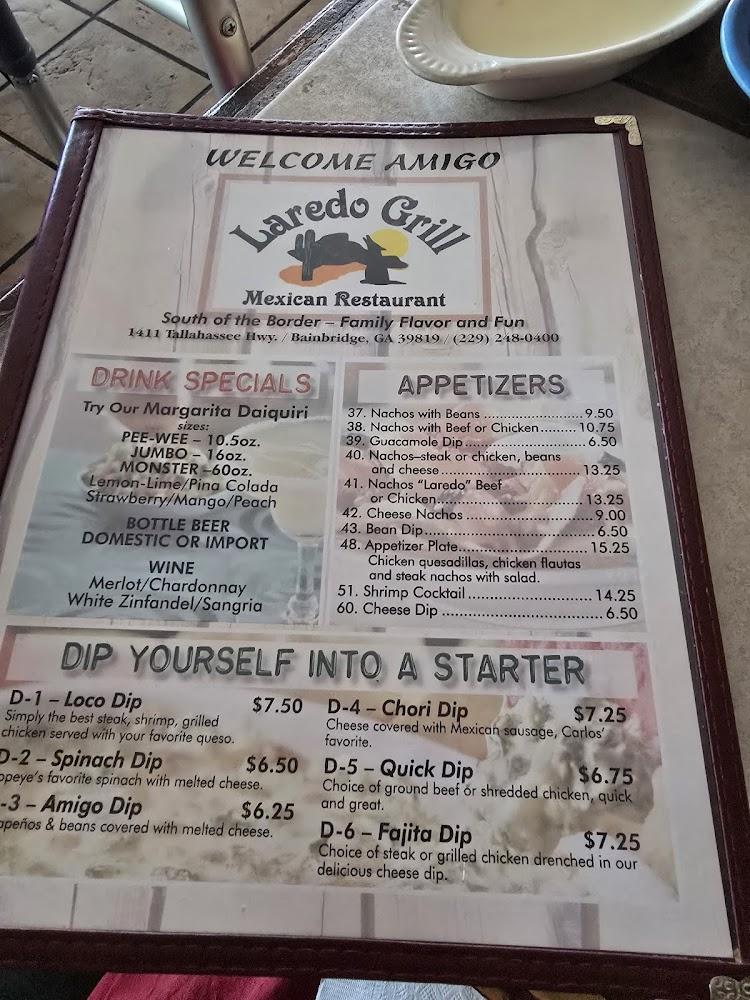 WELCOME AMIGO
Laredo Grill
Mexican Restaurant
South of the Border – Family Flavor and Fun
1411 Tallahassee Hwy. / Bainbridge, GA 39819 / (229) 248-0400
DRINK SPECIALS
Try Our Margarita Daiquiri
sizes:
PEE-WEE – 10.5oz.
JUMBO – 16oz.
MONSTER –60oz.
Lemon-Lime/Pina Colada
Strawberry/Mango/Peach
BOTTLE BEER
DOMESTIC OR IMPORT
WINE
Merlot/Chardonnay
White Zinfandel/Sangria
APPETIZERS
37. Nachos with Beans ........................ 9.50
38. Nachos with Beef or Chicken......... 10.75
39. Guacamole Dip............................. 6.50
40. Nachos–steak or chicken, beans
and cheese................................ 13.25
41. Nachos “Laredo” Beef
or Chicken................................. 13.25
42. Cheese Nachos ............................ 9.00
43. Bean Dip...................................... 6.50
48. Appetizer Plate............................. 15.25
Chicken quesadillas, chicken flautas
and steak nachos with salad.
51. Shrimp Cocktail ............................ 14.25
60. Cheese Dip .................................. 6.50
DIP YOURSELF INTO A STARTER
D-1 – Loco Dip $7.50
Simply the best steak, shrimp, grilled
chicken served with your favorite queso.
D-2 – Spinach Dip $6.50
opeye's favorite spinach with melted cheese.
-3 – Amigo Dip $6.25
apeños & beans covered with melted cheese.
D-4 – Chori Dip $7.25
Cheese covered with Mexican sausage, Carlos'
favorite.
D-5 – Quick Dip $6.75
Choice of ground beef or shredded chicken, quick
and great.
D-6 – Fajita Dip $7.25
Choice of steak or grilled chicken drenched in our
delicious cheese dip.